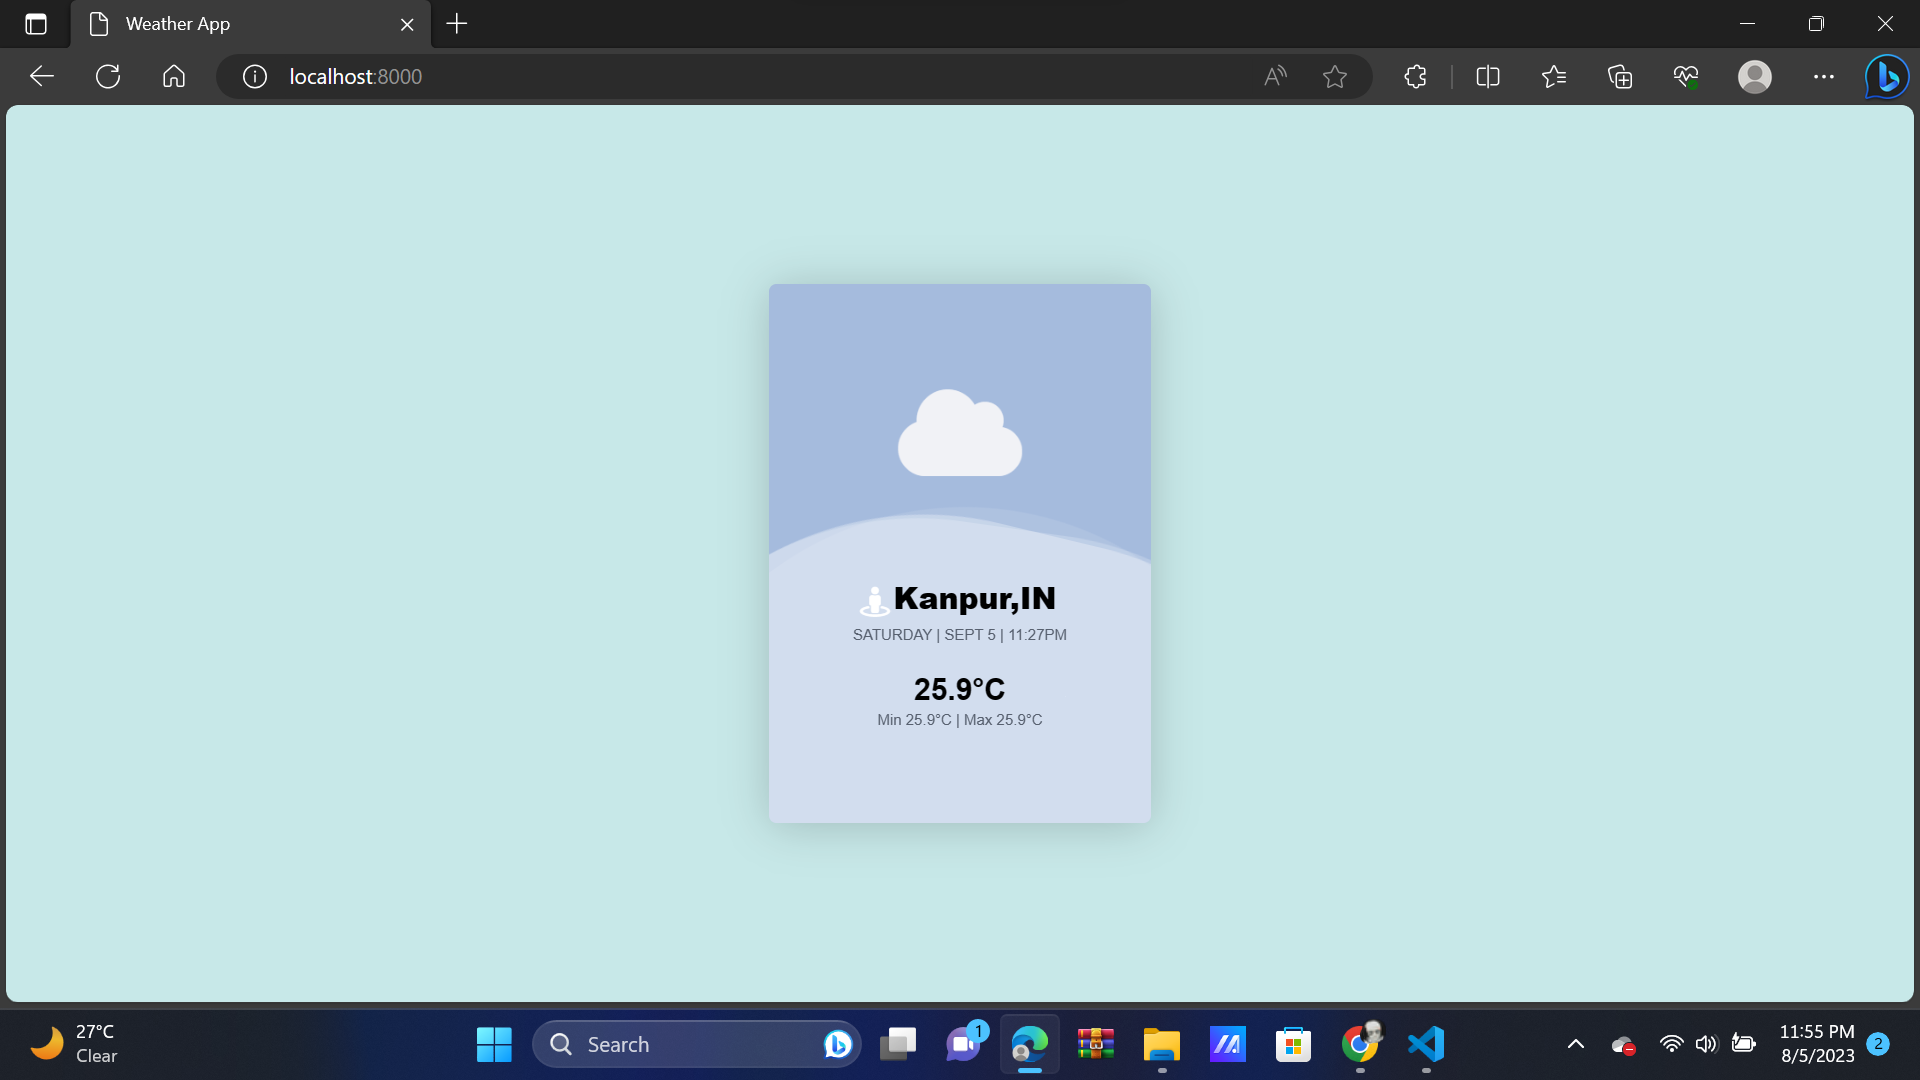 Weather App
localhost:8000
Kanpur,IN
SATURDAY | SEPT 5 | 11:27PM
25.9°C
Min 25.9°C | Max 25.9°C
27°C
Clear
Search
1
11:55 PM
8/5/2023
2